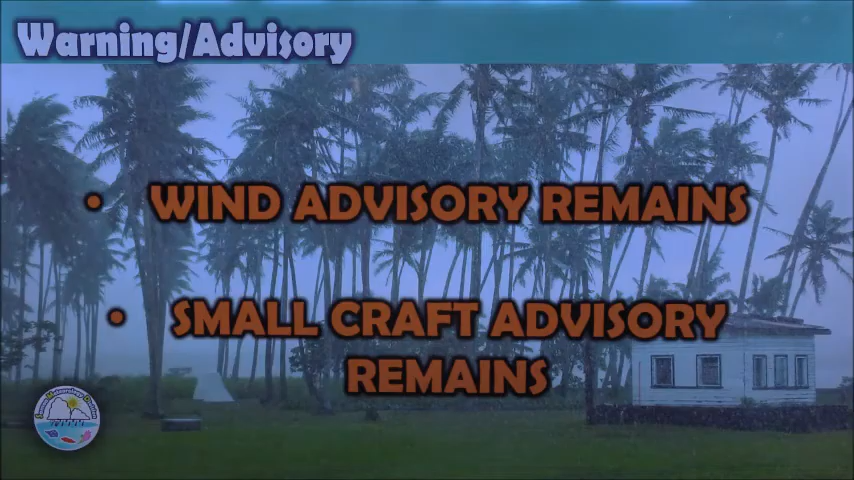 Warning/Advisory
• WIND ADVISORY REMAINS
• SMALL CRAFT ADVISORY
REMAINS